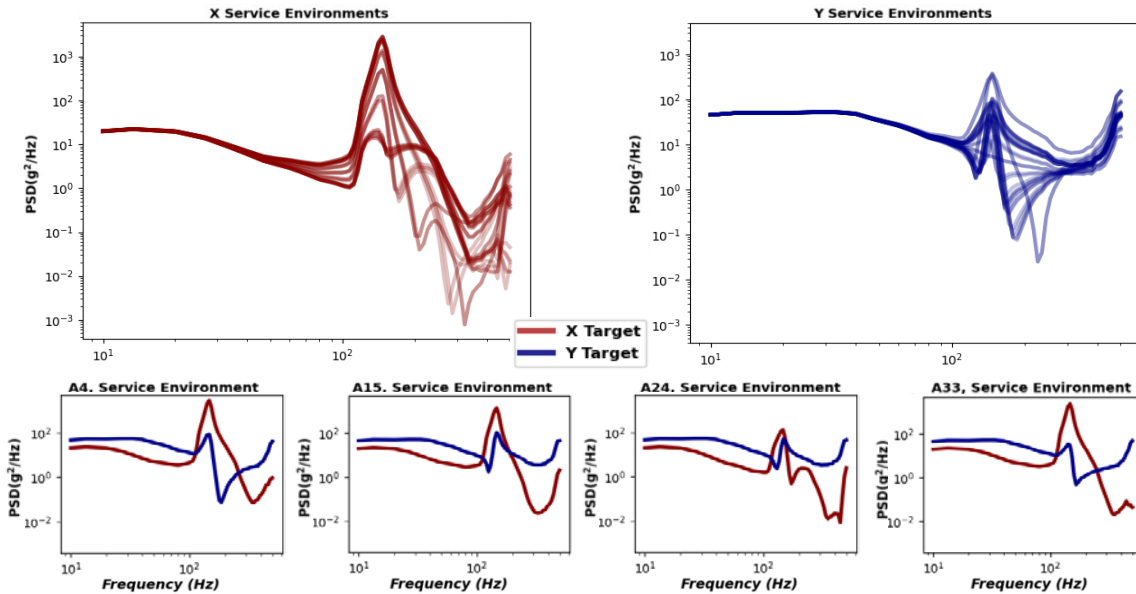 X Service Environments
Y Service Environments
PSD(g²/Hz)
10³
10²
10¹
10⁰
10⁻¹
10⁻²
10⁻³
10¹
10²
PSD(g²/Hz)
10³
10²
10¹
10⁰
10⁻¹
10⁻²
10⁻³
10¹
10²
X Target
Y Target
A4. Service Environment
A15. Service Environment
A24. Service Environment
A33, Service Environment
PSD(g²/Hz)
10²
10⁰
10⁻²
10¹
10²
PSD(g²/Hz)
10²
10⁰
10⁻²
10¹
10²
PSD(g²/Hz)
10²
10⁰
10⁻²
10¹
10²
PSD(g²/Hz)
10²
10⁰
10⁻²
10¹
10²
Frequency (Hz)
Frequency (Hz)
Frequency (Hz)
Frequency (Hz)